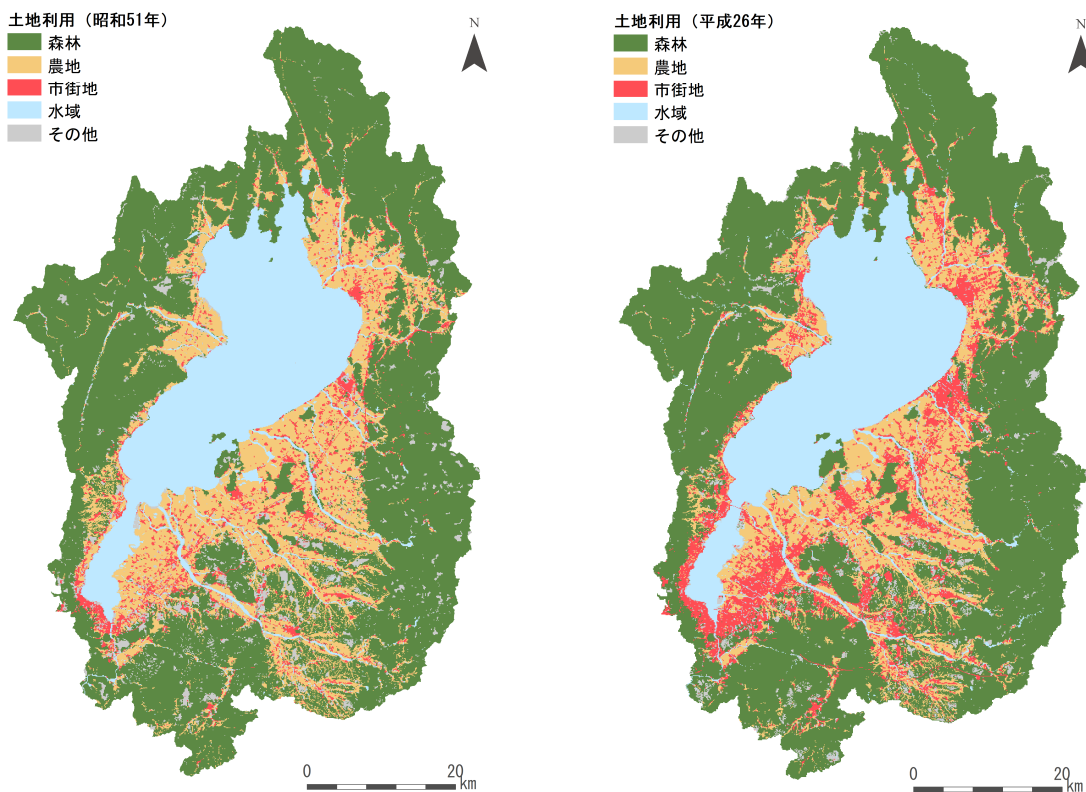 土地利用（昭和51年）
森林
農地
市街地
水域
その他
N
0 20
km
土地利用（平成26年）
森林
農地
市街地
水域
その他
N
0 20
km